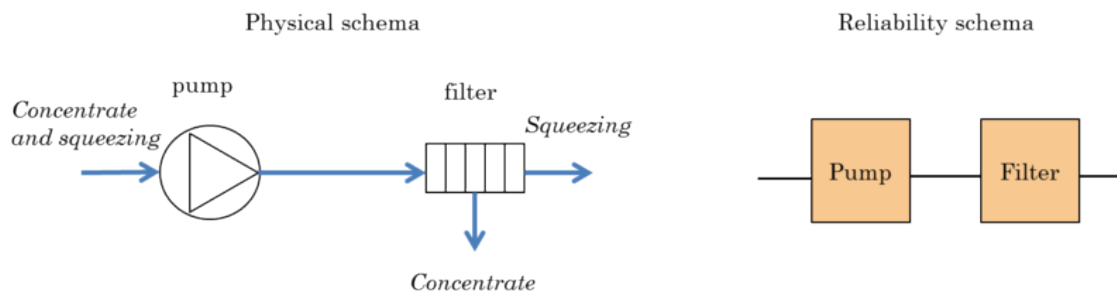 Physical schema
Reliability schema
pump
filter
Concentrate
and squeezing
Squeezing
Concentrate
Pump
Filter